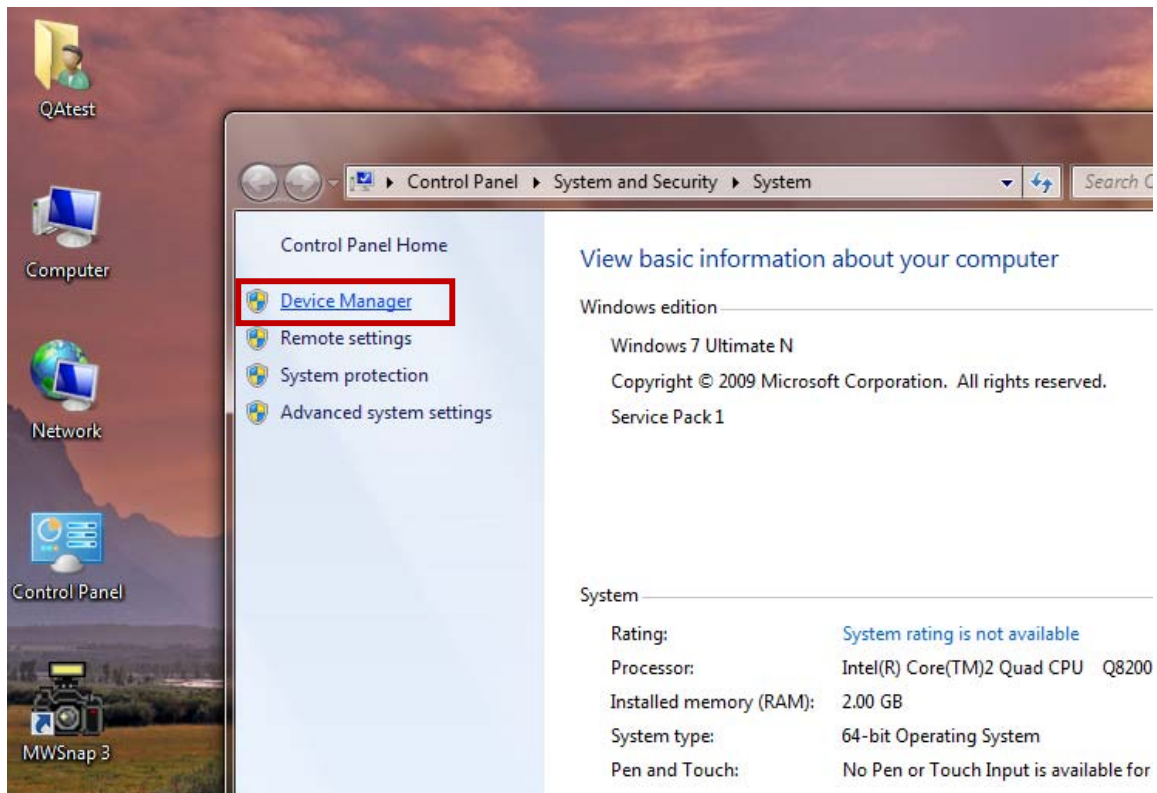 QAtest
Computer
Network
Control Panel
MWSnap 3
Control Panel System and Security System
Search
Control Panel Home
Device Manager
Remote settings
System protection
Advanced system settings
View basic information about your computer
Windows edition
Windows 7 Ultimate N
Copyright © 2009 Microsoft Corporation. All rights reserved.
Service Pack 1
System
Rating: System rating is not available
Processor: Intel(R) Core(TM)2 Quad CPU Q8200
Installed memory (RAM): 2.00 GB
System type: 64-bit Operating System
Pen and Touch: No Pen or Touch Input is available for